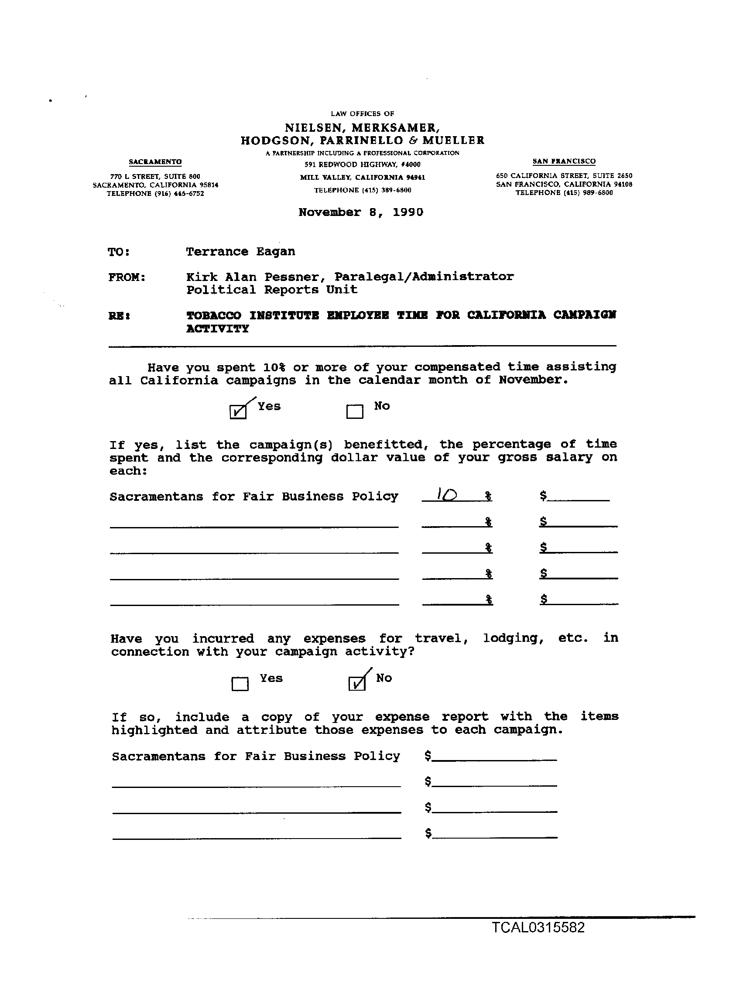 LAW OFFICES OF
NIELSEN, MERKSAMER,
HODGSON, PARRINELLO & MUELLER
A PARTNERSHIP INCLUDING A PROFESSIONAL CORPORATION
SACRAMENTO
770 L STREET, SUITE 800
SACRAMENTO, CALIFORNIA 95814
TELEPHONE (916) 446-6752
591 REDWOOD HIGHWAY, #4000
MILL VALLEY, CALIFORNIA 94941
TELEPHONE (415) 389-6800
SAN FRANCISCO
650 CALIFORNIA STREET, SUITE 2650
SAN FRANCISCO, CALIFORNIA 94108
TELEPHONE (415) 989-6800
November 8, 1990
TO: Terrance Eagan
FROM: Kirk Alan Pessner, Paralegal/Administrator
Political Reports Unit
RE: TOBACCO INSTITUTE EMPLOYEE TIME FOR CALIFORNIA CAMPAIGN
ACTIVITY
Have you spent 10% or more of your compensated time assisting
all California campaigns in the calendar month of November.
Yes No
If yes, list the campaign(s) benefitted, the percentage of time
spent and the corresponding dollar value of your gross salary on
each:
Sacramentans for Fair Business Policy 10 % $
% $
% $
% $
% $
Have you incurred any expenses for travel, lodging, etc. in
connection with your campaign activity?
Yes No
If so, include a copy of your expense report with the items
highlighted and attribute those expenses to each campaign.
Sacramentans for Fair Business Policy $
$
$
$
TCAL0315582